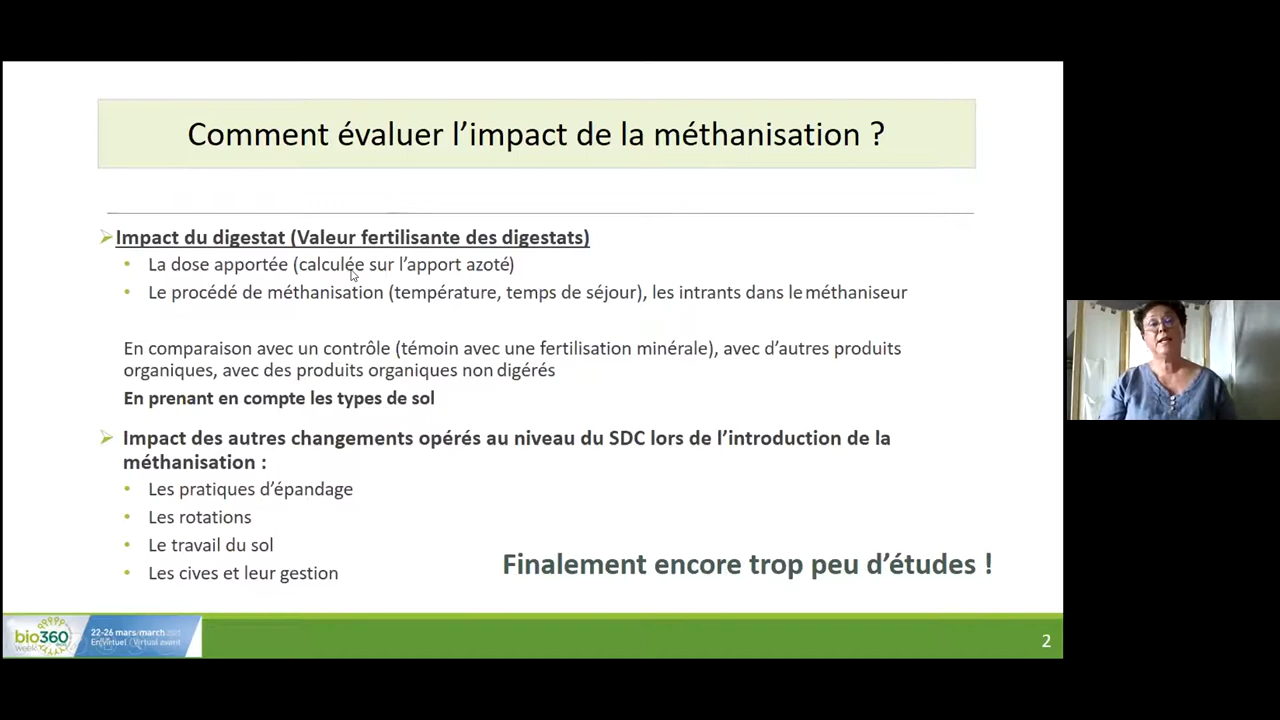 Comment évaluer l’impact de la méthanisation ?
Impact du digestat (Valeur fertilisante des digestats)
La dose apportée (calculée sur l’apport azoté)
Le procédé de méthanisation (température, temps de séjour), les intrants dans le méthaniseur
En comparaison avec un contrôle (témoin avec une fertilisation minérale), avec d’autres produits
organiques, avec des produits organiques non digérés
En prenant en compte les types de sol
Impact des autres changements opérés au niveau du SDC lors de l’introduction de la
méthanisation :
Les pratiques d’épandage
Les rotations
Le travail du sol
Les cives et leur gestion
Finalement encore trop peu d’études !
bio360
Week
22-26 mars/march
En Virtuel / Virtual event
2